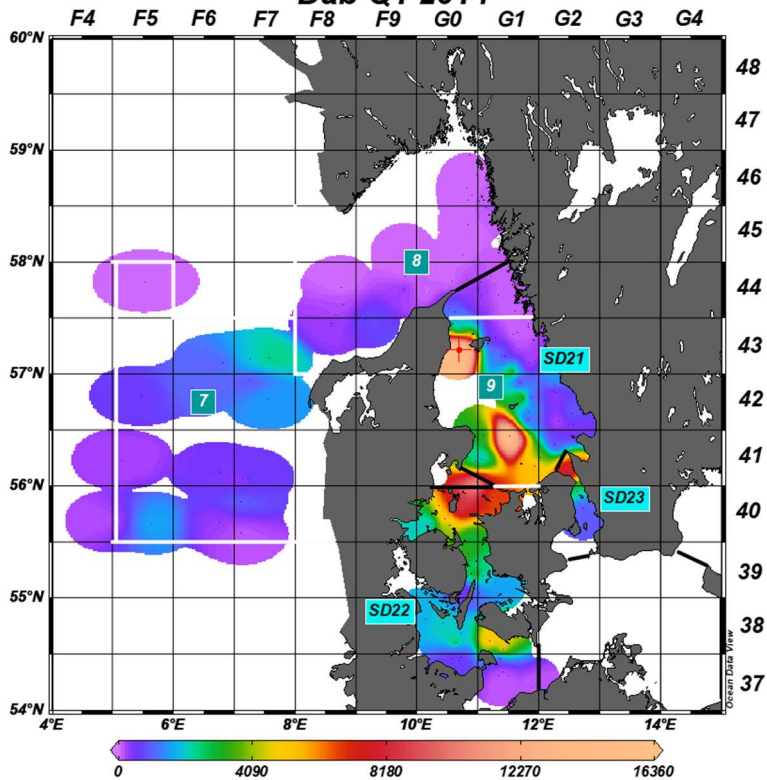 Dab Q1 2014
F4 F5 F6 F7 F8 F9 G0 G1 G2 G3 G4
60°N 48
47
59°N
46
45
58°N 8
44
43
SD21
57°N 9
7 42
41
56°N
SD23 40
39
55°N
SD22 38
37
54°N
4°E 6°E 8°E 10°E 12°E 14°E
Ocean Data View
0 4090 8180 12270 16360